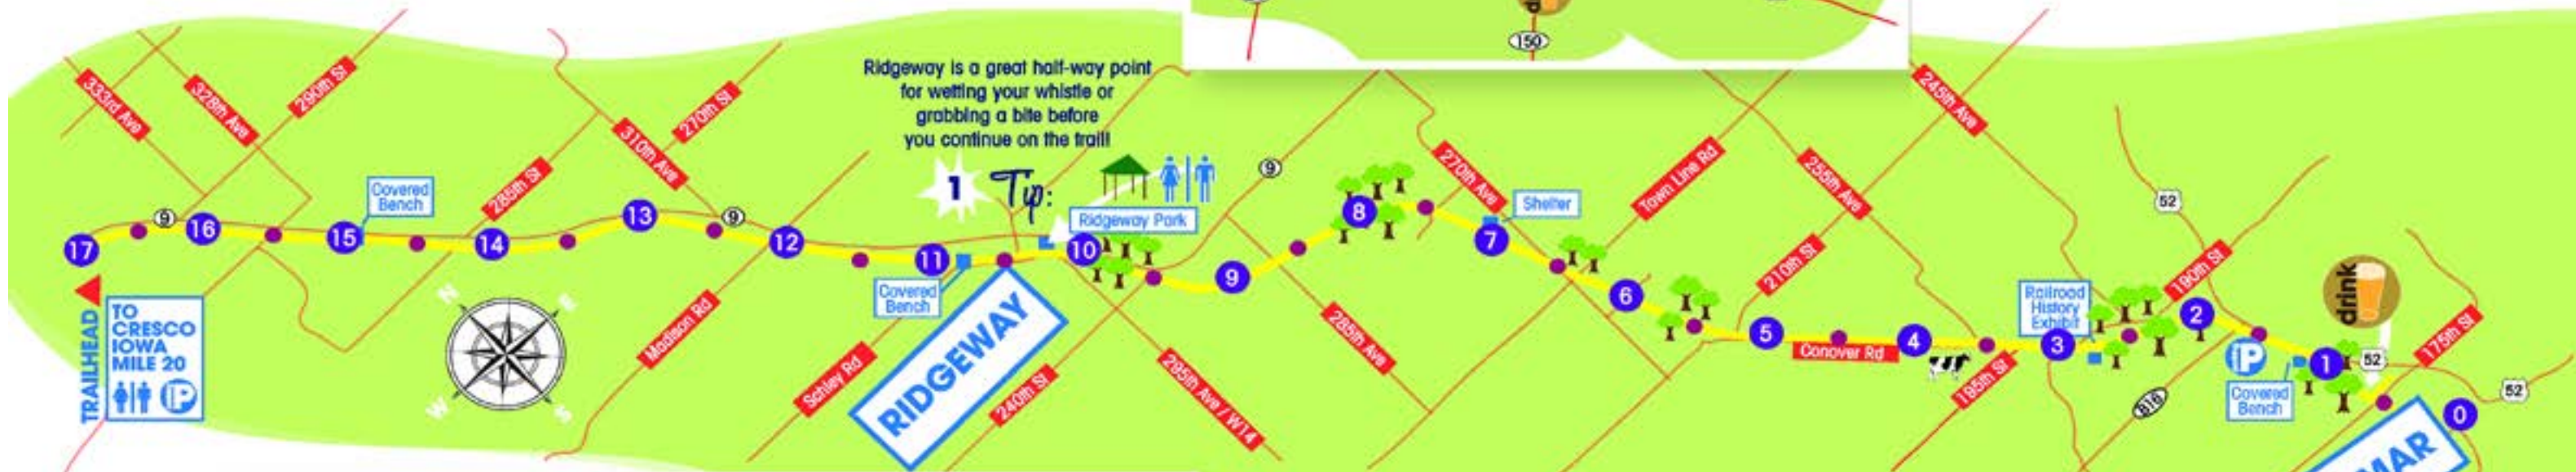 150
Ridgeway is a great half-way point
for wetting your whistle or
grabbing a bite before
you continue on the trail!
1 Tip:
333rd Ave
328th Ave
290th St
285th St
310th Ave
270th St
Covered
Bench
9
9
9
Ridgeway Park
270th Ave
Shelter
Town Line Rd
255th Ave
245th Ave
210th St
52
190th St
drink
175th St
52
52
17
16
15
14
13
12
11
10
9
8
7
6
5
4
3
2
1
0
Covered
Bench
Railroad
History
Exhibit
Conover Rd
195th St
B16
P
Covered
Bench
TRAILHEAD
TO
CRESCO
IOWA
MILE 20
P
N
W
S
Madison Rd
Schley Rd
RIDGEWAY
240th St
295th Ave / W14
285th Ave
MAR